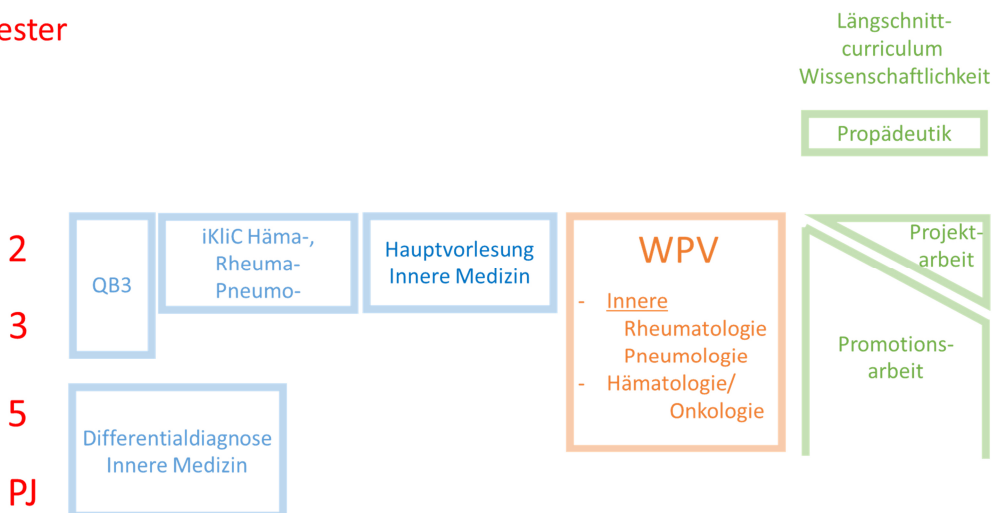 ester
Längschnitt-
curriculum
Wissenschaftlichkeit
Propädeutik
2
3
5
PJ
QB3
iKliC Häma-,
Rheuma-
Pneumo-
Hauptvorlesung
Innere Medizin
WPV
- Innere
Rheumatologie
Pneumologie
- Hämatologie/
Onkologie
Projekt-
arbeit
Promotions-
arbeit
Differentialdiagnose
Innere Medizin